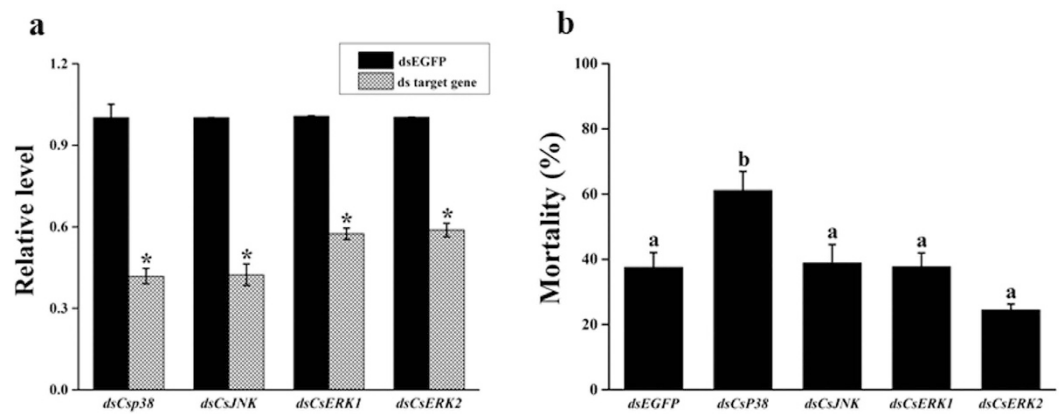 a
1.2
0.9
0.6
0.3
0.0
Relative level
dsEGFP
ds target gene
*
*
*
*
dsCsp38 dsCsJNK dsCsERK1 dsCsERK2
b
100
80
60
40
20
0
Mortality (%)
a
b
a
a
a
dsEGFP dsCsP38 dsCsJNK dsCsERK1 dsCsERK2